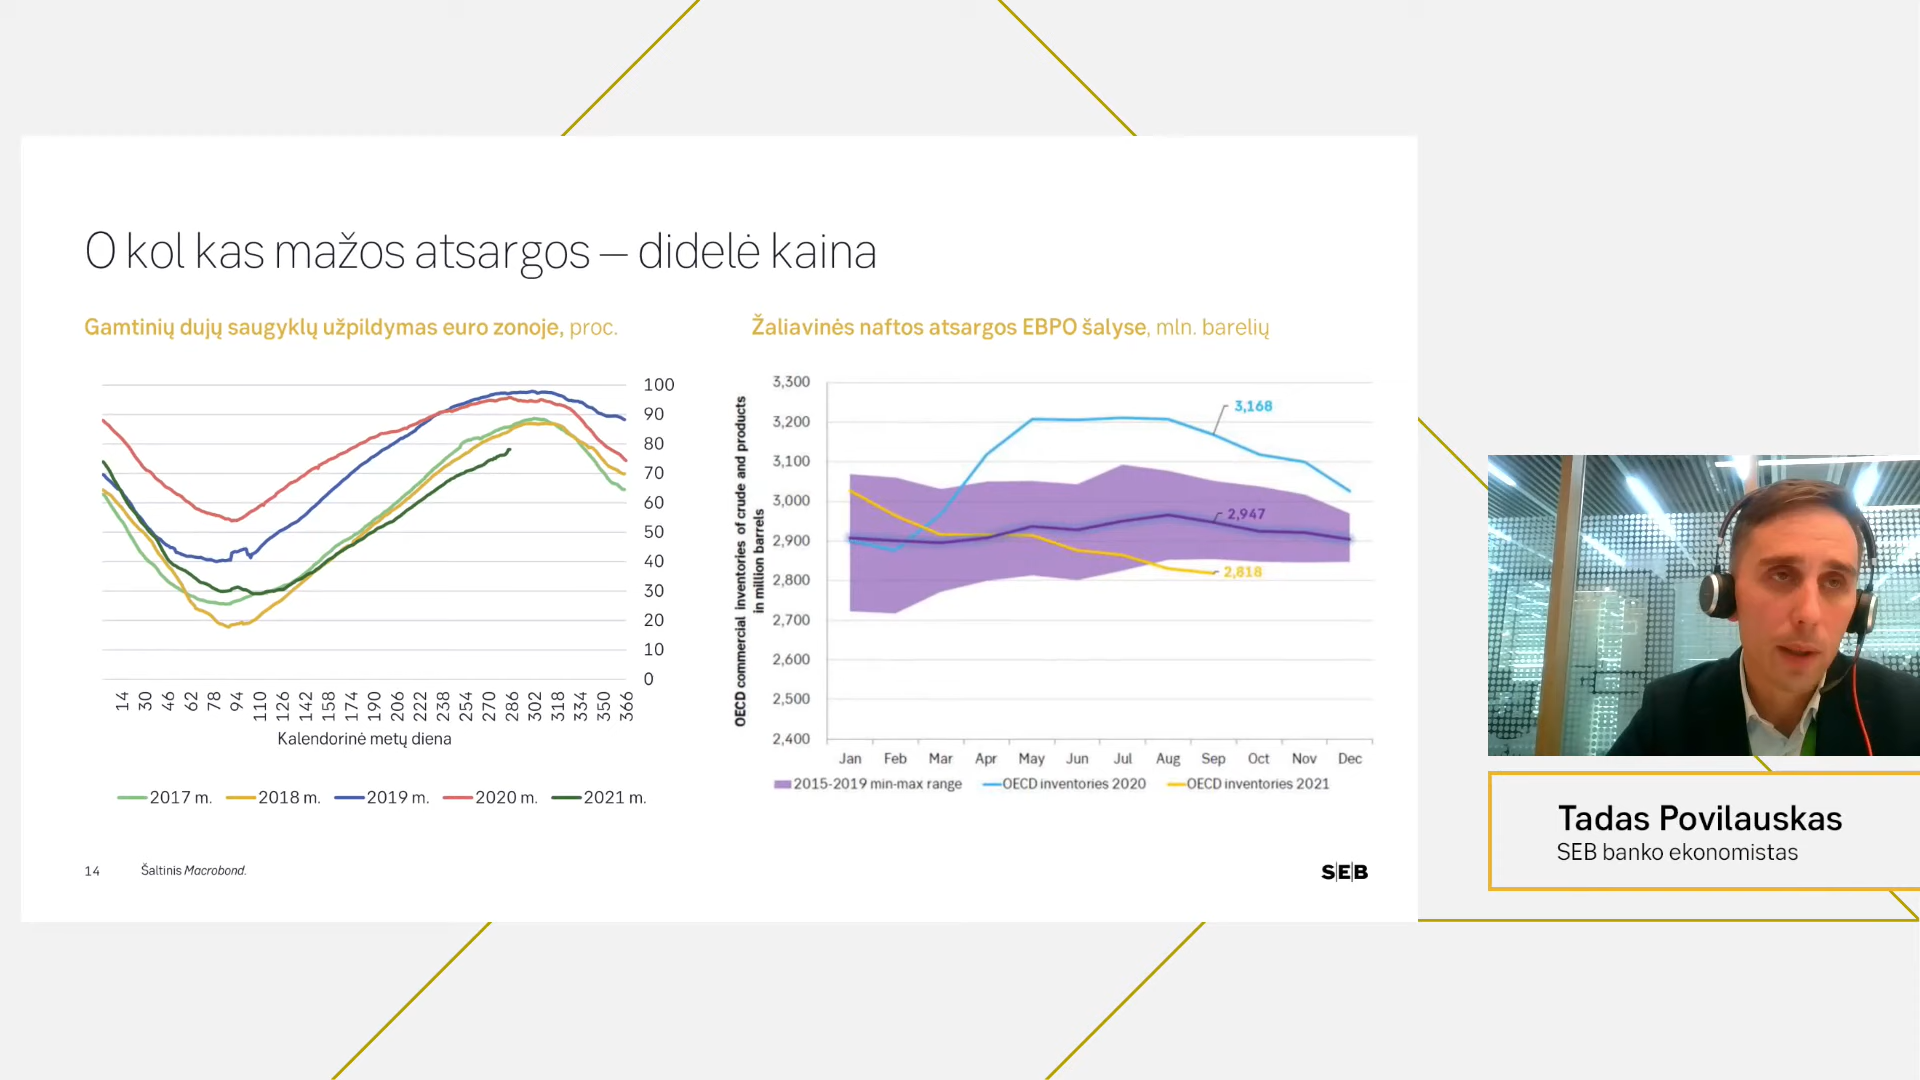 O kol kas mažos atsargos – didelė kaina
Gamtinių dujų saugyklų užpildymas euro zonoje, proc.
100
90
80
70
60
50
40
30
20
10
0
14 30 46 62 78 94 110 126 142 158 174 190 206 222 238 254 270 286 302 318 334 350 366
Kalendorinė metų diena
2017 m. 2018 m. 2019 m. 2020 m. 2021 m.
Žaliavinės naftos atsargos EBPO šalyse, mln. barelių
OECD commercial inventories of crude and products
in million barrels
3,300
3,200
3,100
3,000
2,900
2,800
2,700
2,600
2,500
2,400
3,168
2,947
2,818
Jan Feb Mar Apr May Jun Jul Aug Sep Oct Nov Dec
2015-2019 min-max range OECD inventories 2020 OECD inventories 2021
14 Šaltinis Macrobond.
SEB
Tadas Povilauskas
SEB banko ekonomistas